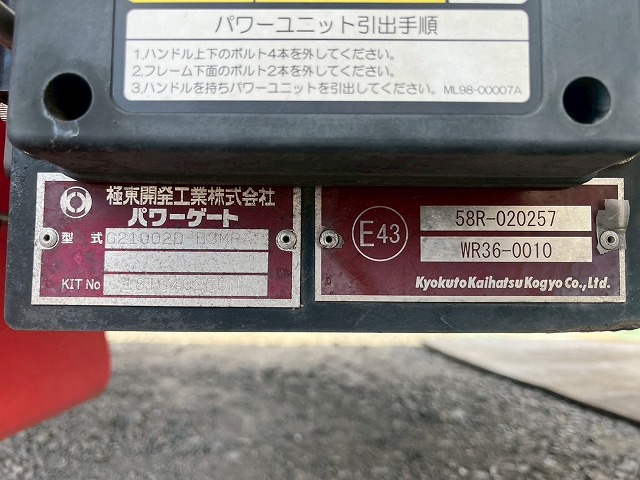 パワーユニット引出手順
1.ハンドル上下のボルト4本を外してください。
2.フレーム下面のボルト2本を外してください。
3.ハンドルを持ちパワーユニットを引出してください。 ML98-00007A
極東開発工業株式会社
パワーゲート
型 式
KIT No
E43
58R-020257
WR36-0010
Kyokuto Kaihatsu Kogyo Co.,Ltd.